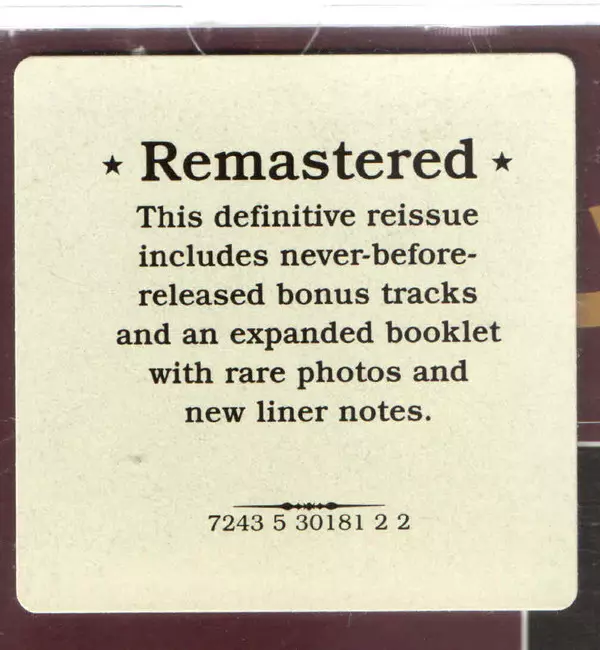 ★ Remastered ★
This definitive reissue
includes never-before-
released bonus tracks
and an expanded booklet
with rare photos and
new liner notes.
7243 5 30181 2 2